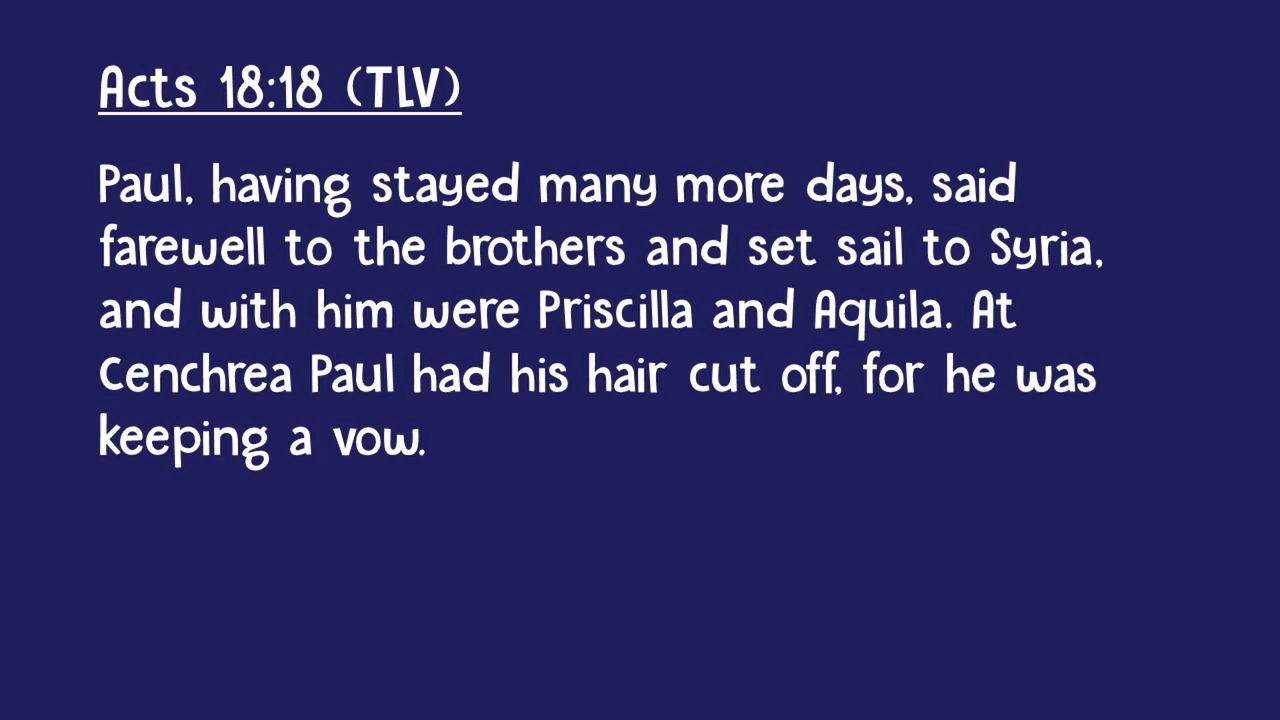 Acts 18:18 (TLV)
Paul, having stayed many more days, said
farewell to the brothers and set sail to Syria,
and with him were Priscilla and Aquila. At
Cenchrea Paul had his hair cut off, for he was
keeping a vow.